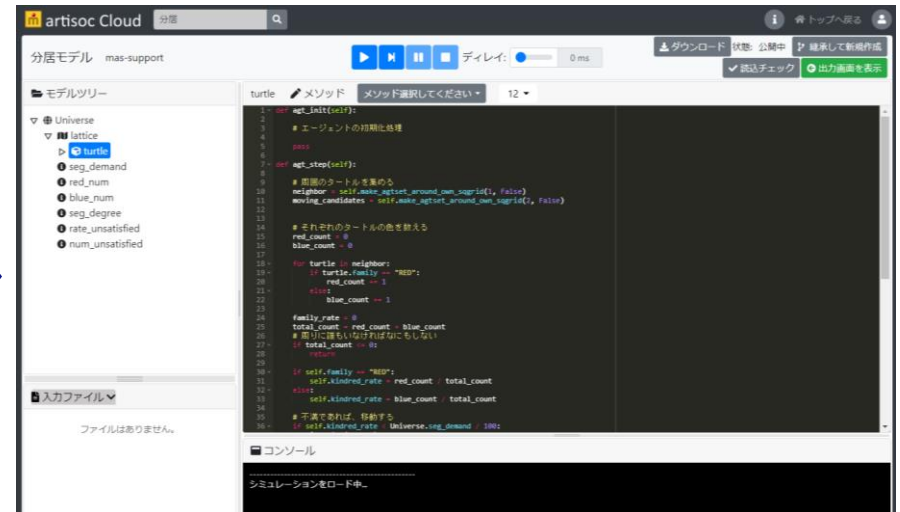 artisoc Cloud 分居 トップへ戻る
分居モデル mas-support ディレイ: 0 ms ダウンロード 状態: 公開中 継承して新規作成
読込チェック 出力画面を表示
モデルツリー
Universe
lattice
turtle
seg_demand
red_num
blue_num
seg_degree
rate_unsatisfied
num_unsatisfied
入力ファイル
ファイルはありません。
turtle メソッド メソッド選択してください 12
1 def agt_init(self):
2
3 # エージェントの初期化処理
4
5 pass
6
7 def agt_step(self):
8
9 # 周囲のタートルを集める
10 neighbor = self.make_agtset_around_own_sqgrid(1, False)
11 moving_candidates = self.make_agtset_around_own_sqgrid(2, False)
12
13
14 # それぞれのタートルの色を数える
15 red_count = 0
16 blue_count = 0
17
18 for turtle in neighbor:
19 if turtle.family == "RED":
20 red_count += 1
21 else:
22 blue_count += 1
23
24 family_rate = 0
25 total_count = red_count + blue_count
26 # 周りに誰もいなければなにもしない
27 if total_count == 0:
28 return
29
30 if self.family == "RED":
31 self.kindred_rate = red_count / total_count
32 else:
33 self.kindred_rate = blue_count / total_count
34
35 # 不満であれば、移動する
36 if self.kindred_rate < Universe.seg_demand / 100:
コンソール
シミュレーションをロード中…